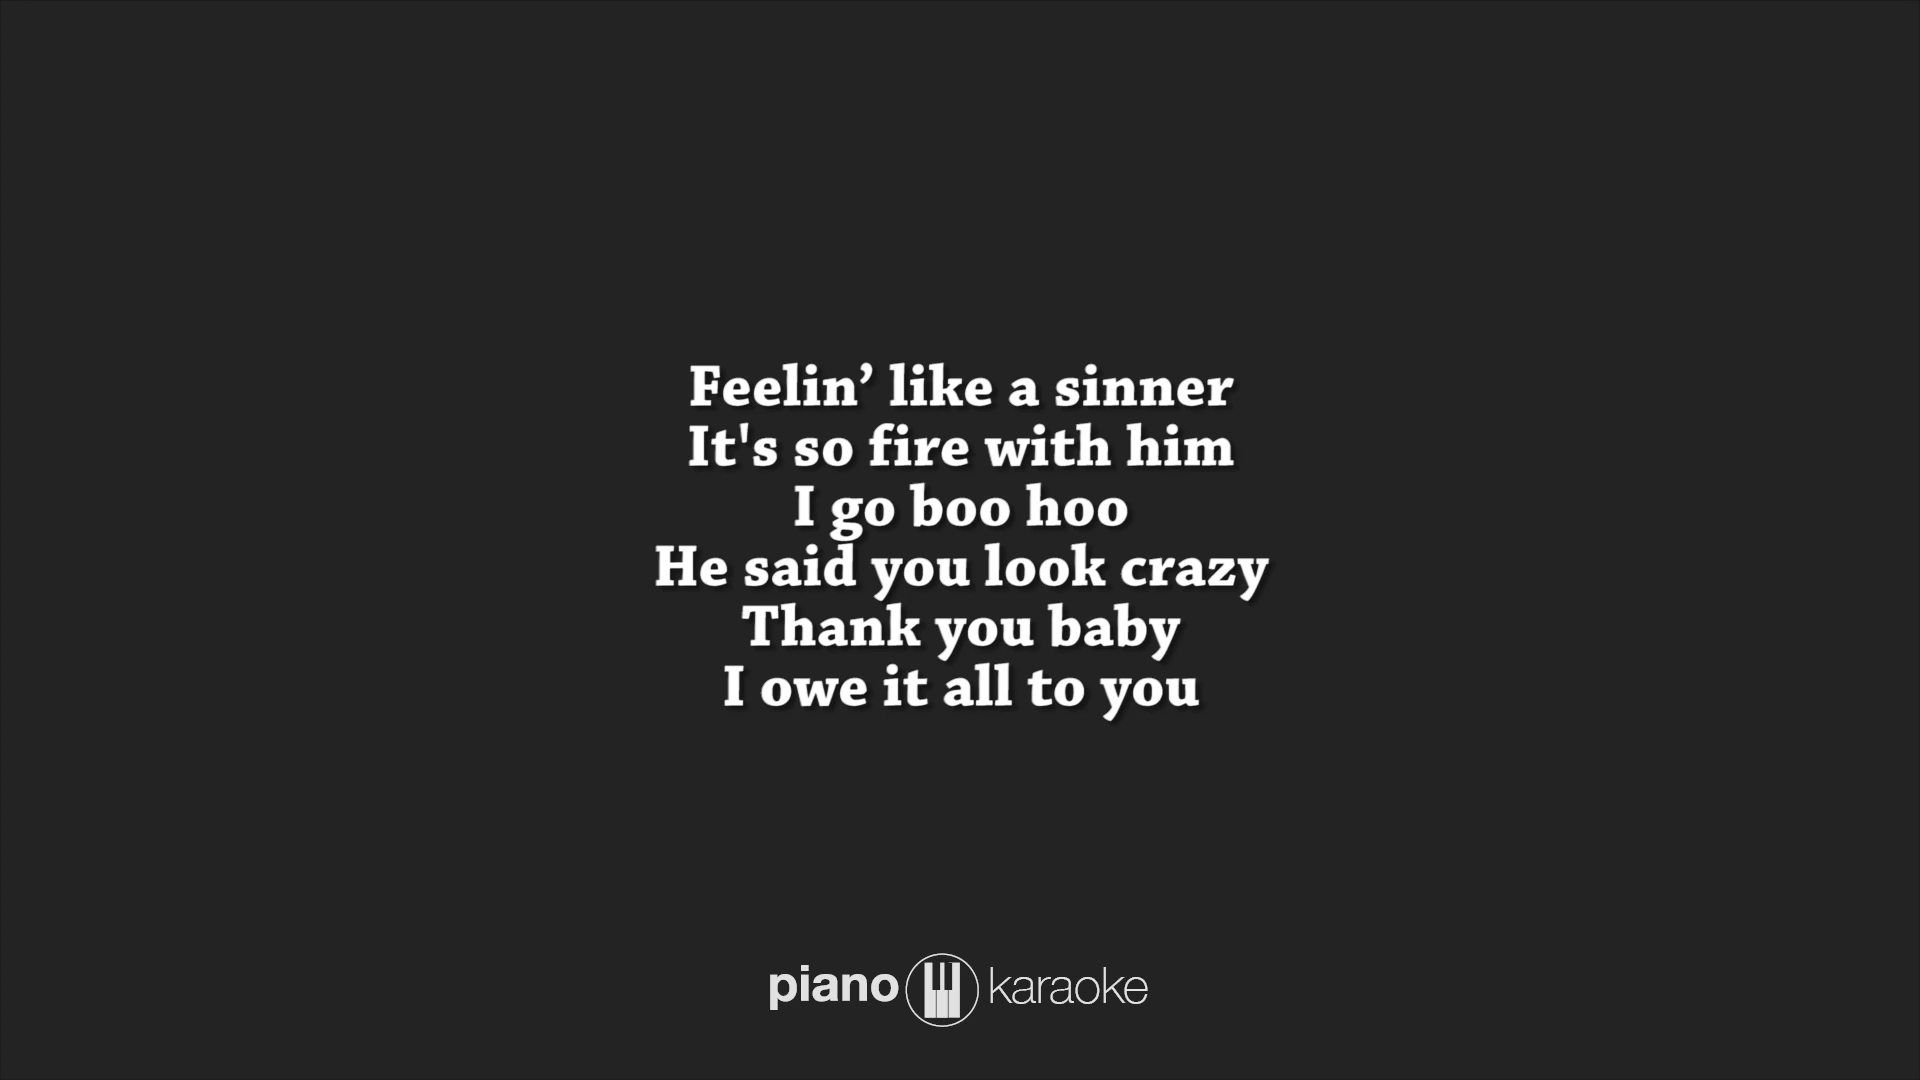 Feelin’ like a sinner
It's so fire with him
I go boo hoo
He said you look crazy
Thank you baby
I owe it all to you
piano karaoke